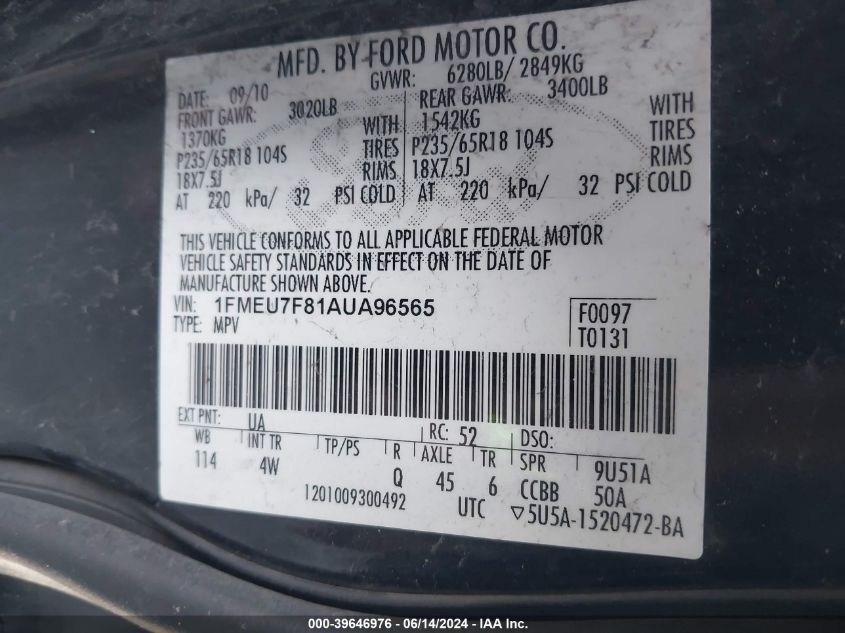 MFD. BY FORD MOTOR CO.
DATE: 09/10 GVWR: 6280LB/ 2849KG
FRONT GAWR: 3020LB REAR GAWR: 3400LB
1370KG WITH 1542KG WITH
P235/65R18 104S TIRES P235/65R18 104S TIRES
18X7.5J RIMS 18X7.5J RIMS
AT 220 kPa/ 32 PSI COLD AT 220 kPa/ 32 PSI COLD
THIS VEHICLE CONFORMS TO ALL APPLICABLE FEDERAL MOTOR
VEHICLE SAFETY STANDARDS IN EFFECT ON THE DATE OF
MANUFACTURE SHOWN ABOVE.
VIN: 1FMEU7F81AUA96565 F0097
TYPE: MPV T0131
EXT PNT: UA RC: 52 DSO:
WB INT TR TP/PS R AXLE TR SPR 9U51A
114 4W Q 45 6 CCBB 50A
1201009300492 UTC ▽5U5A-1520472-BA
000-39646976 - 06/14/2024 - IAA Inc.